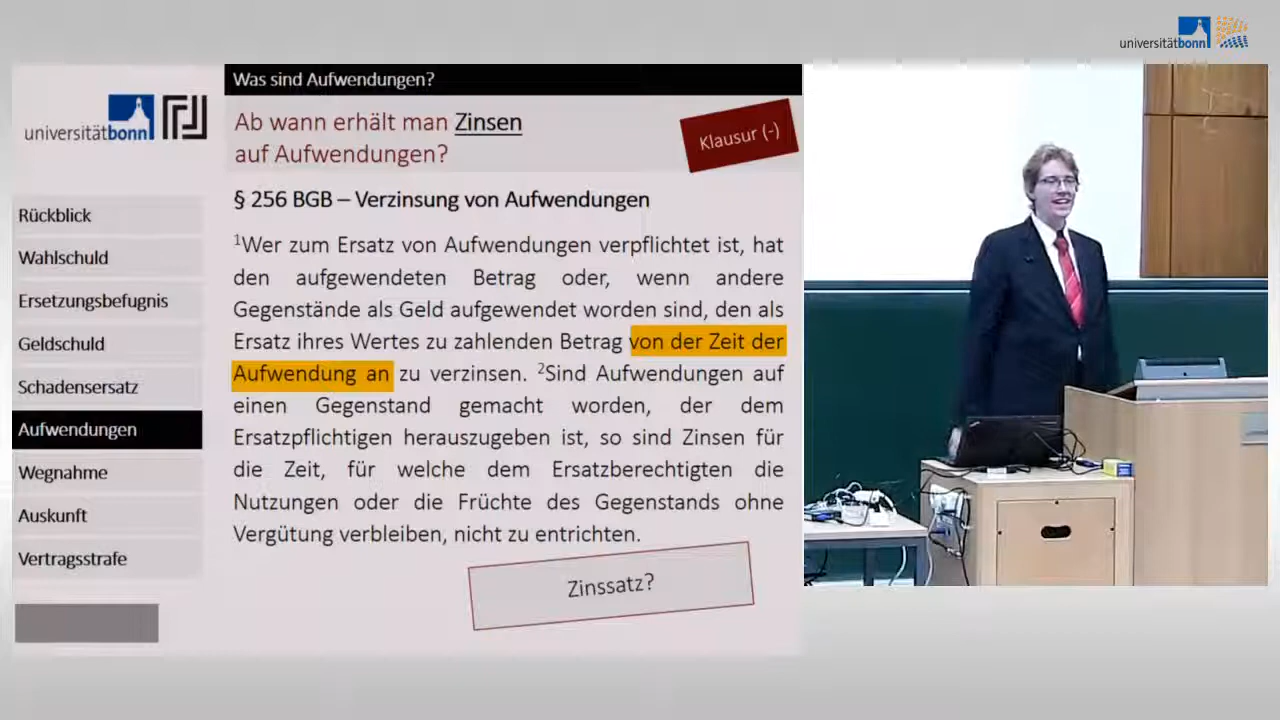 universitätbonn
Was sind Aufwendungen?
universitätbonn
Ab wann erhält man Zinsen
auf Aufwendungen?
Klausur (-)
§ 256 BGB – Verzinsung von Aufwendungen
Rückblick
Wahlschuld
Ersetzungsbefugnis
Geldschuld
Schadensersatz
Aufwendungen
Wegnahme
Auskunft
Vertragsstrafe
¹Wer zum Ersatz von Aufwendungen verpflichtet ist, hat
den aufgewendeten Betrag oder, wenn andere
Gegenstände als Geld aufgewendet worden sind, den als
Ersatz ihres Wertes zu zahlenden Betrag von der Zeit der
Aufwendung an zu verzinsen. ²Sind Aufwendungen auf
einen Gegenstand gemacht worden, der dem
Ersatzpflichtigen herauszugeben ist, so sind Zinsen für
die Zeit, für welche dem Ersatzberechtigten die
Nutzungen oder die Früchte des Gegenstands ohne
Vergütung verbleiben, nicht zu entrichten.
Zinssatz?